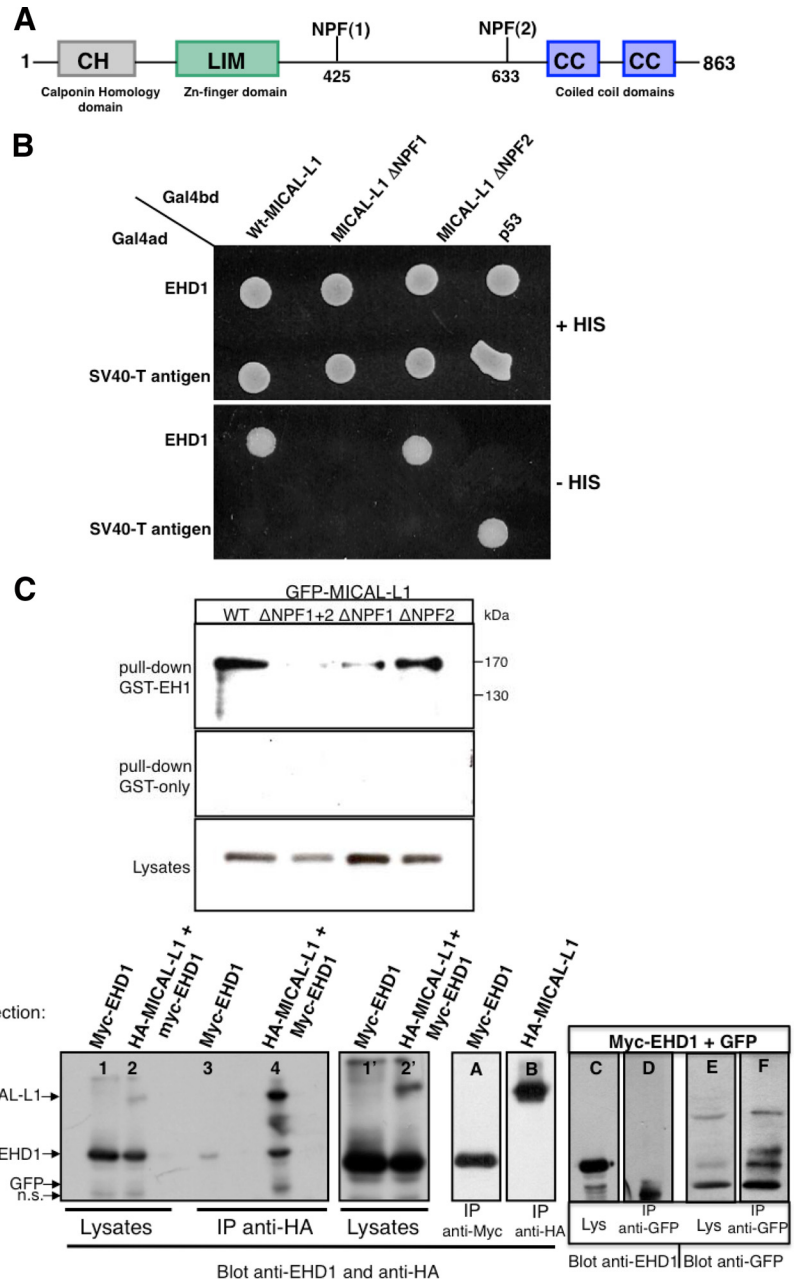 A
NPF(1)
NPF(2)
1
CH
LIM
CC
CC
863
425
633
Calponin Homology
domain
Zn-finger domain
Coiled coil domains
B
Gal4bd
Gal4ad
Wt-MICAL-L1
MICAL-L1 ΔNPF1
MICAL-L1 ΔNPF2
p53
EHD1
SV40-T antigen
+ HIS
EHD1
SV40-T antigen
- HIS
C
GFP-MICAL-L1
WT ΔNPF1+2 ΔNPF1 ΔNPF2
kDa
pull-down
GST-EH1
170
130
pull-down
GST-only
Lysates
ection:
Myc-EHD1
HA-MICAL-L1 +
myc-EHD1
Myc-EHD1
HA-MICAL-L1 +
Myc-EHD1
Myc-EHD1
HA-MICAL-L1+
Myc-EHD1
Myc-EHD1
HA-MICAL-L1
Myc-EHD1 + GFP
1 2 3 4 1' 2' A B C D E F
AL-L1
EHD1
GFP
n.s.
Lysates
IP anti-HA
Lysates
IP
anti-Myc
IP
anti-HA
Lys
IP
anti-GFP
Lys
IP
anti-GFP
Blot anti-EHD1
Blot anti-GFP
Blot anti-EHD1 and anti-HA